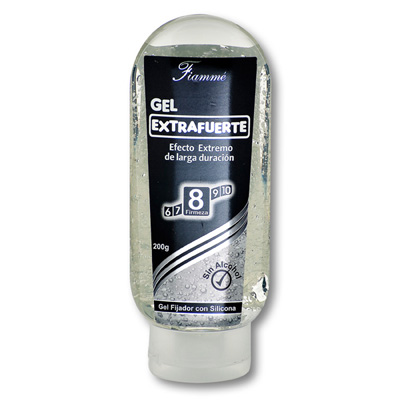 Fiammé
GEL
EXTRAFUERTE
Efecto Extremo
de larga duración
6 7 8 9 10
Firmeza
200g
Sin Alcohol
Gel Fijador con Silicona